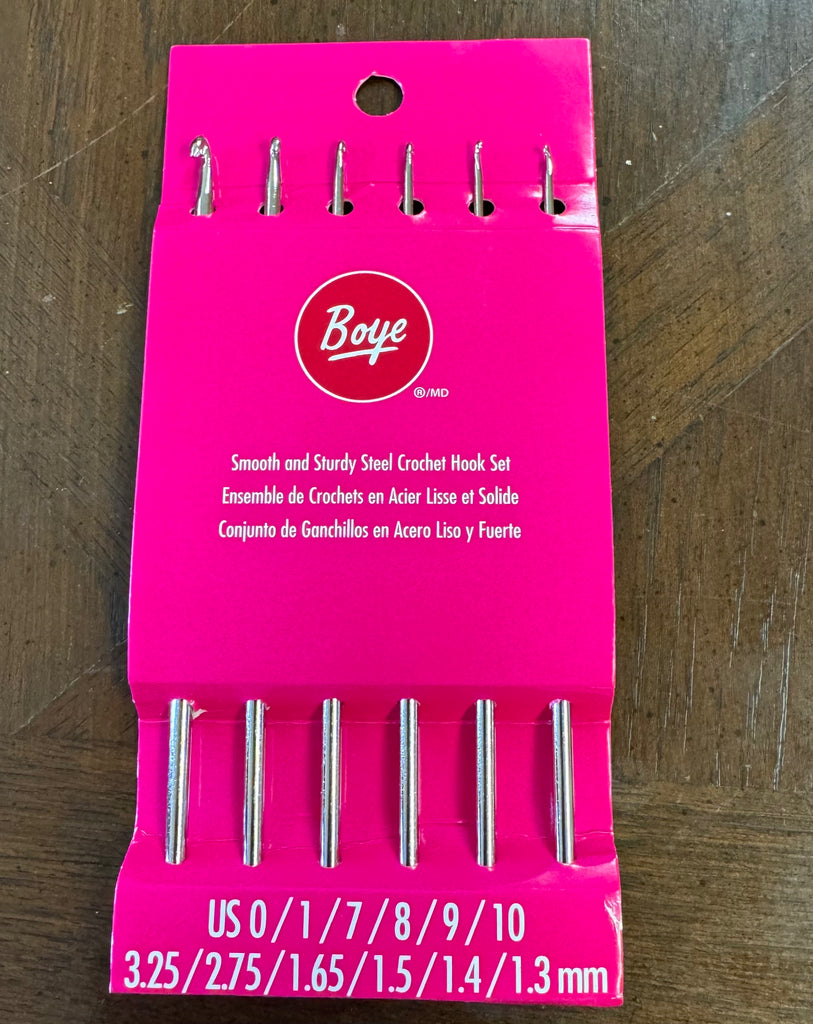 Boye
®/MD
Smooth and Sturdy Steel Crochet Hook Set
Ensemble de Crochets en Acier Lisse et Solide
Conjunto de Ganchillos en Acero Liso y Fuerte
US 0/1/7/8/9/10
3.25/2.75/1.65/1.5/1.4/1.3 mm